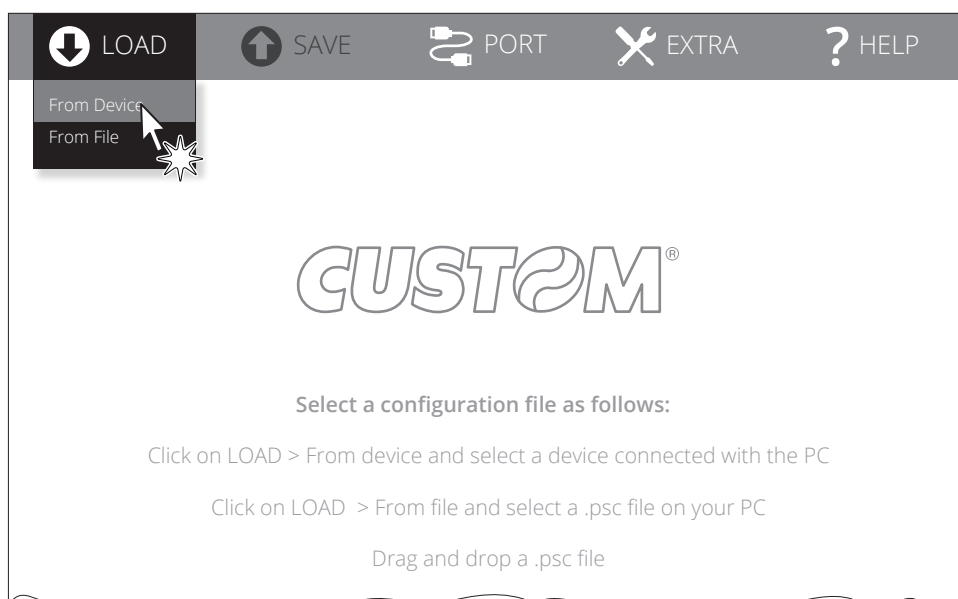 LOAD SAVE PORT EXTRA ? HELP
From Device
From File
CUSTOM®
Select a configuration file as follows:
Click on LOAD > From device and select a device connected with the PC
Click on LOAD > From file and select a .psc file on your PC
Drag and drop a .psc file